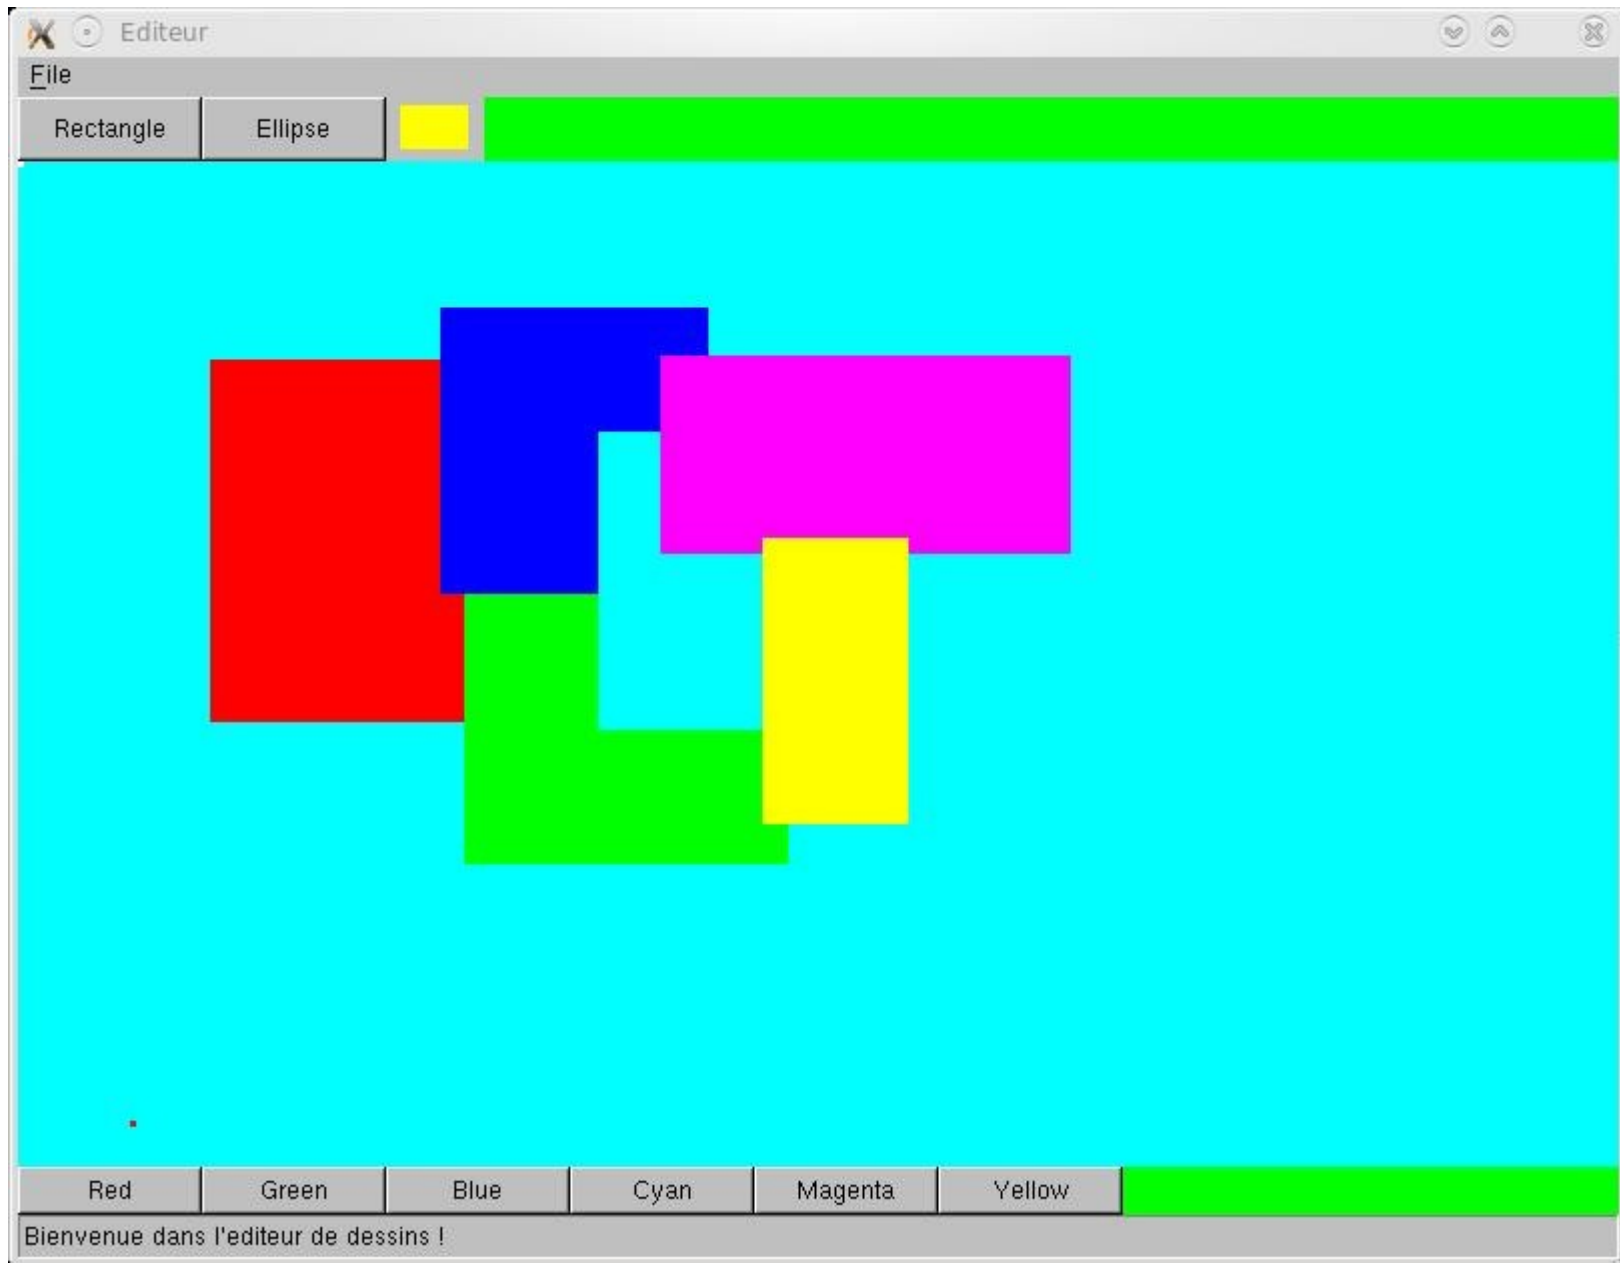 Editeur
File
Rectangle Ellipse
Red Green Blue Cyan Magenta Yellow
Bienvenue dans l'editeur de dessins !